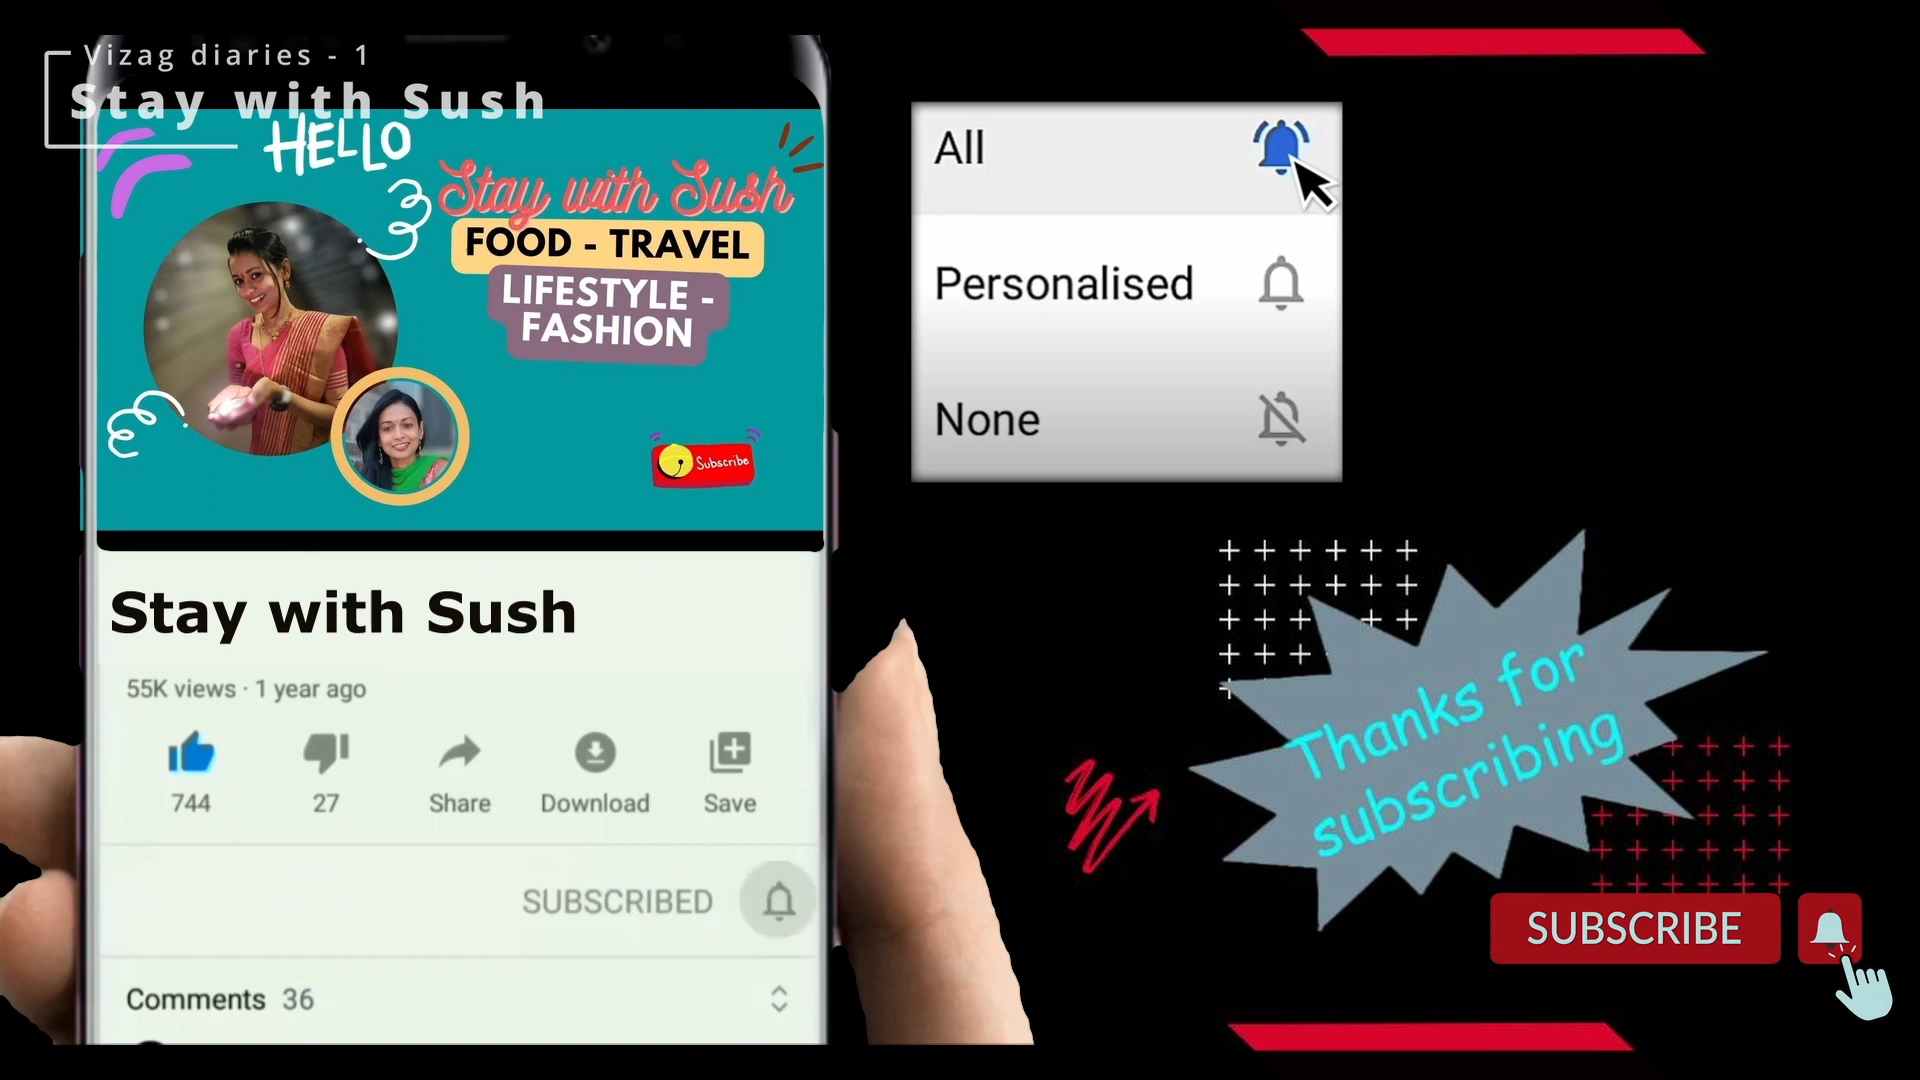 Vizag diaries - 1
Stay with Sush
HELLO
Stay with Sush
FOOD - TRAVEL
LIFESTYLE -
FASHION
Subscribe
Stay with Sush
55K views · 1 year ago
744
27
Share
Download
Save
SUBSCRIBED
Comments 36
All
Personalised
None
Thanks for
subscribing
SUBSCRIBE